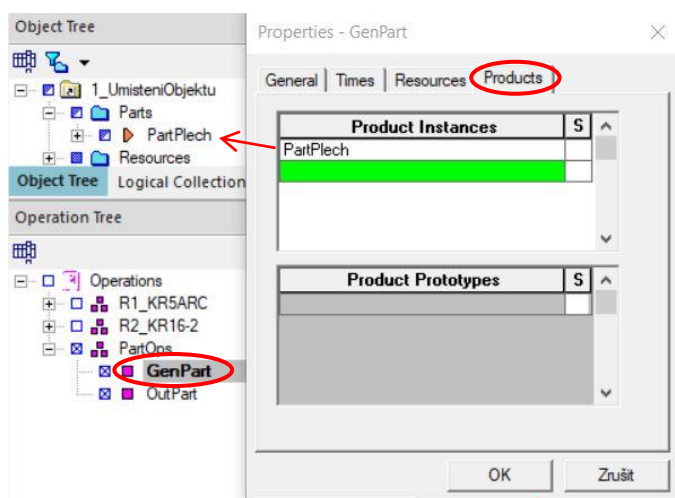 Object Tree
1_UmisteniObjektu
Parts
PartPlech
Resources
Object Tree Logical Collection
Operation Tree
Operations
R1_KR5ARC
R2_KR16-2
PartOps
GenPart
OutPart
Properties - GenPart
General Times Resources Products
Product Instances S
PartPlech
Product Prototypes S
OK Zrušit